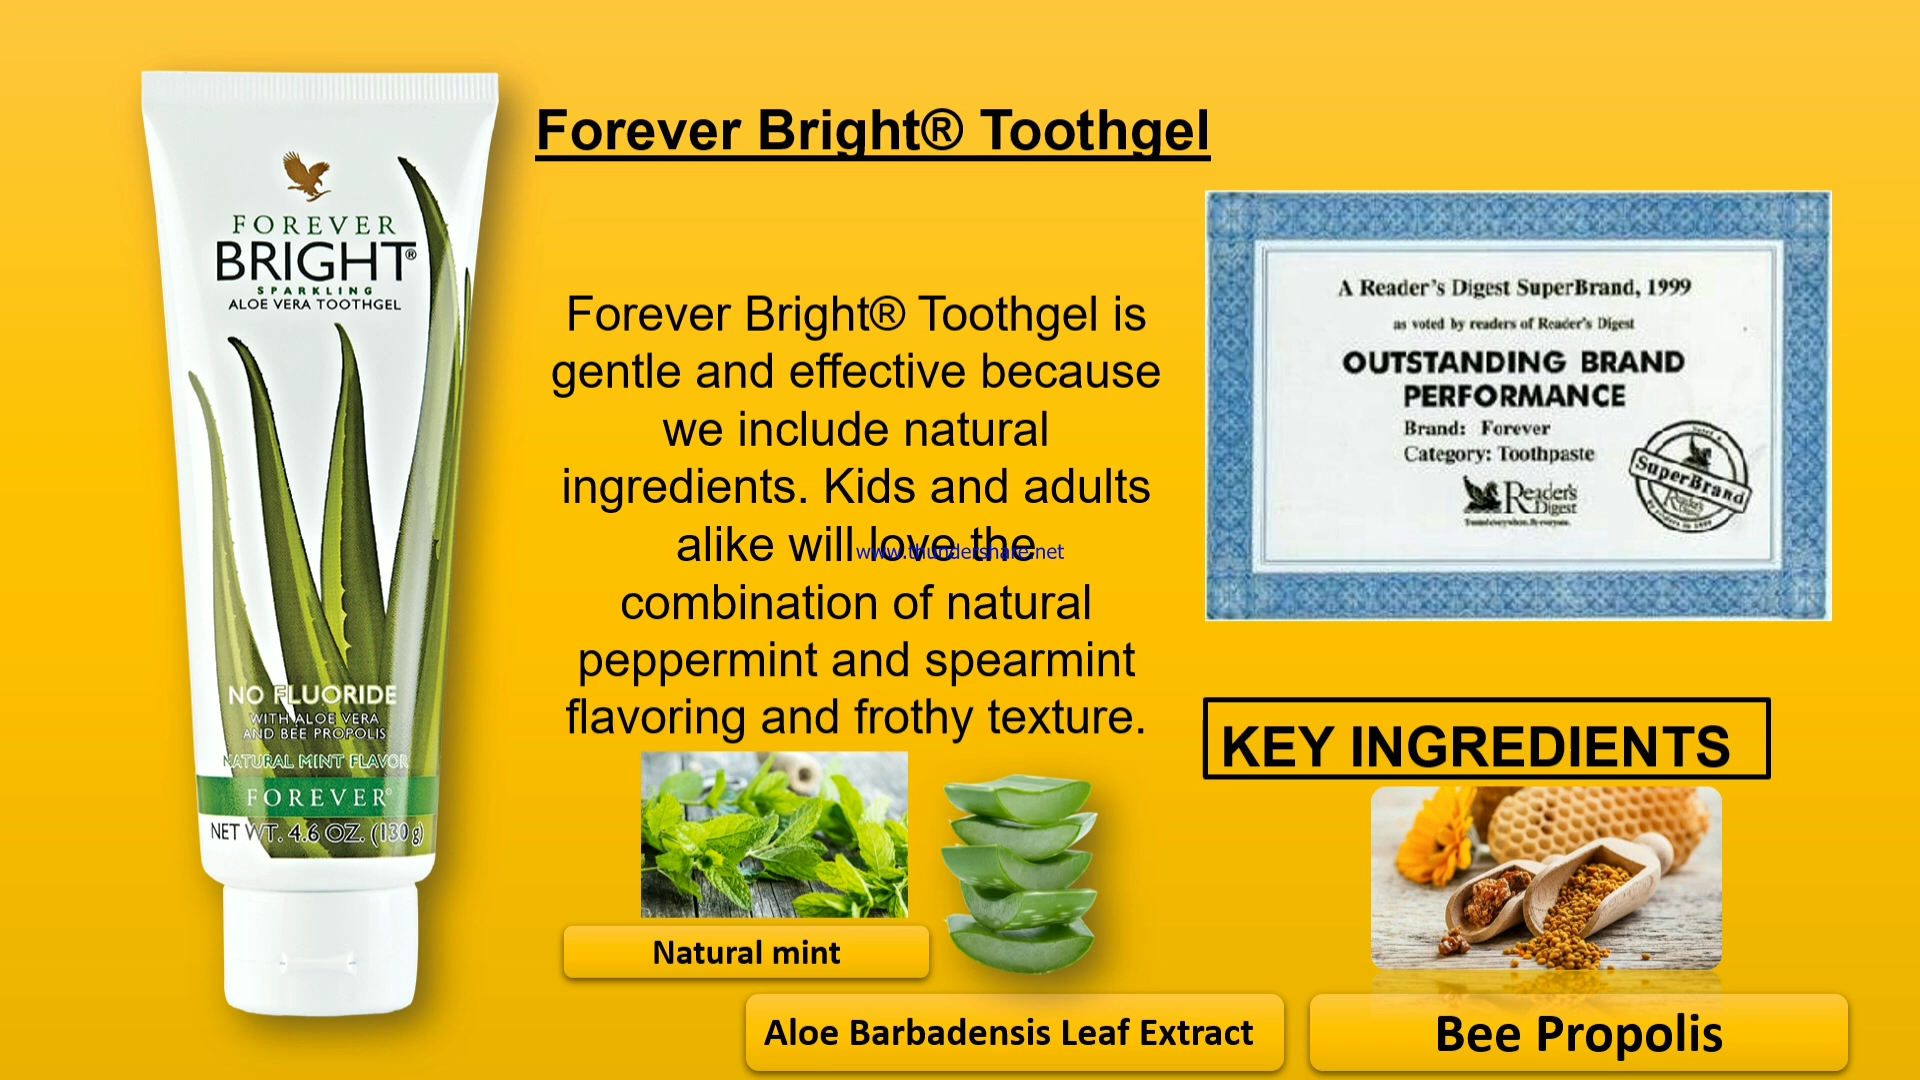 Forever Bright® Toothgel
FOREVER
BRIGHT®
SPARKLING
ALOE VERA TOOTHGEL
NO FLUORIDE
WITH ALOE VERA
AND BEE PROPOLIS
NATURAL MINT FLAVOR
FOREVER®
NET WT. 4.6 OZ. (130 g)
Forever Bright® Toothgel is
gentle and effective because
we include natural
ingredients. Kids and adults
alike will love the
www.thundershare.net
combination of natural
peppermint and spearmint
flavoring and frothy texture.
A Reader's Digest SuperBrand, 1999
as voted by readers of Reader's Digest
OUTSTANDING BRAND
PERFORMANCE
Brand: Forever
Category: Toothpaste
Reader's
Digest
SuperBrand
KEY INGREDIENTS
Natural mint
Aloe Barbadensis Leaf Extract
Bee Propolis